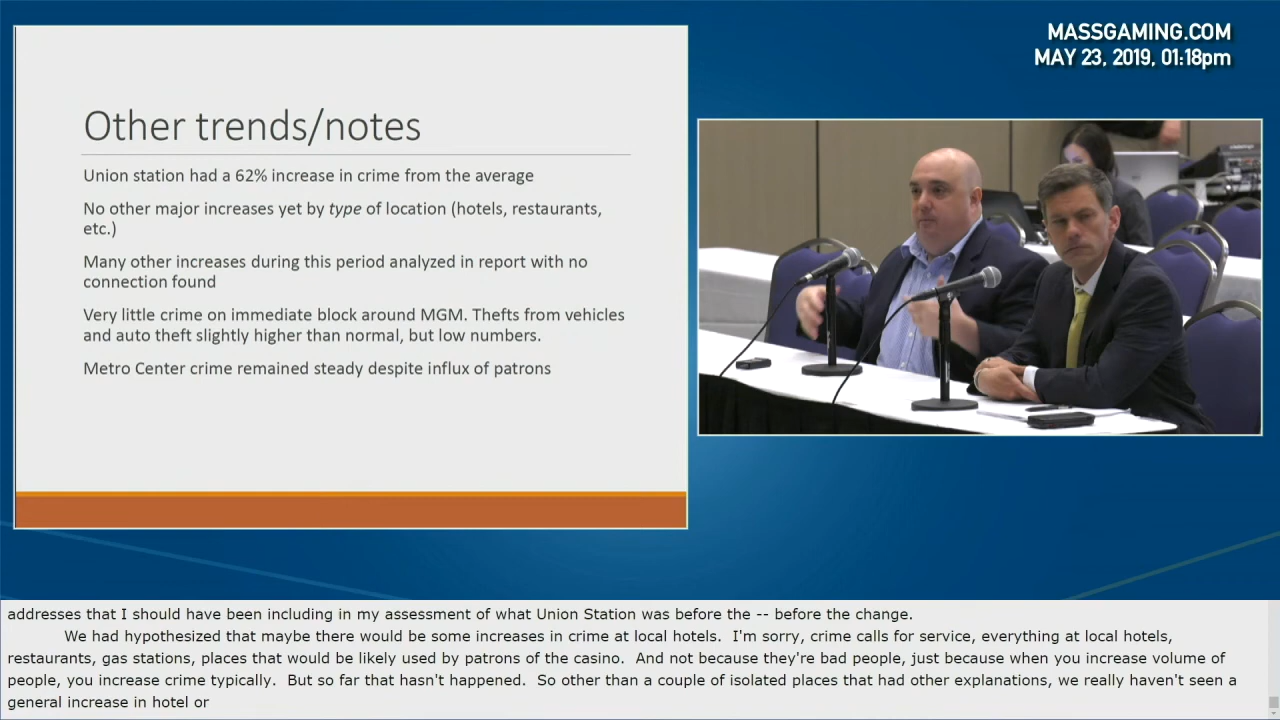 MASSGAMING.COM
MAY 23, 2019, 01:18pm
Other trends/notes
Union station had a 62% increase in crime from the average
No other major increases yet by type of location (hotels, restaurants,
etc.)
Many other increases during this period analyzed in report with no
connection found
Very little crime on immediate block around MGM. Thefts from vehicles
and auto theft slightly higher than normal, but low numbers.
Metro Center crime remained steady despite influx of patrons
addresses that I should have been including in my assessment of what Union Station was before the -- before the change.
We had hypothesized that maybe there would be some increases in crime at local hotels.  I'm sorry, crime calls for service, everything at local hotels,
restaurants, gas stations, places that would be likely used by patrons of the casino.  And not because they're bad people, just because when you increase volume of
people, you increase crime typically.  But so far that hasn't happened.  So other than a couple of isolated places that had other explanations, we really haven't seen a
general increase in hotel or